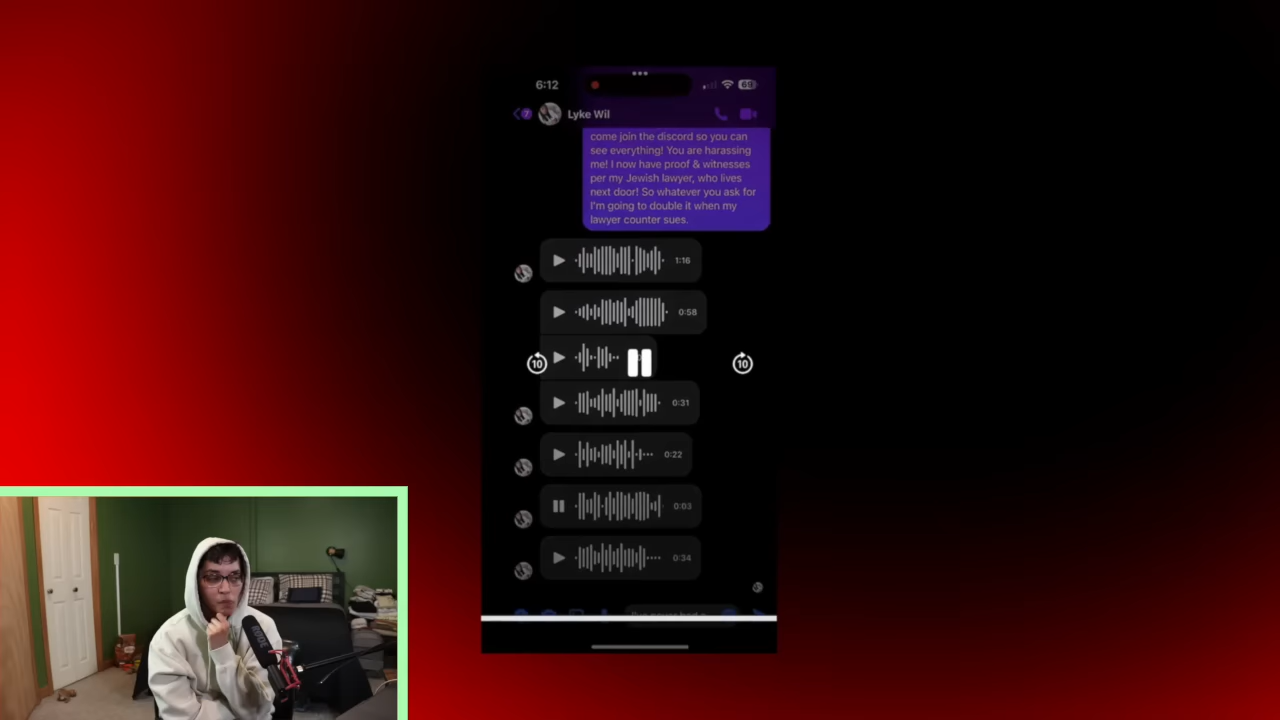 6:12
69
7
Lyke Wil
come join the discord so you can
see everything! You are harassing
me! I now have proof & witnesses
per my Jewish lawyer, who lives
next door! So whatever you ask for
I'm going to double it when my
lawyer counter sues.
1:16
0:58
10
10
0:31
0:22
0:03
0:34
RODE